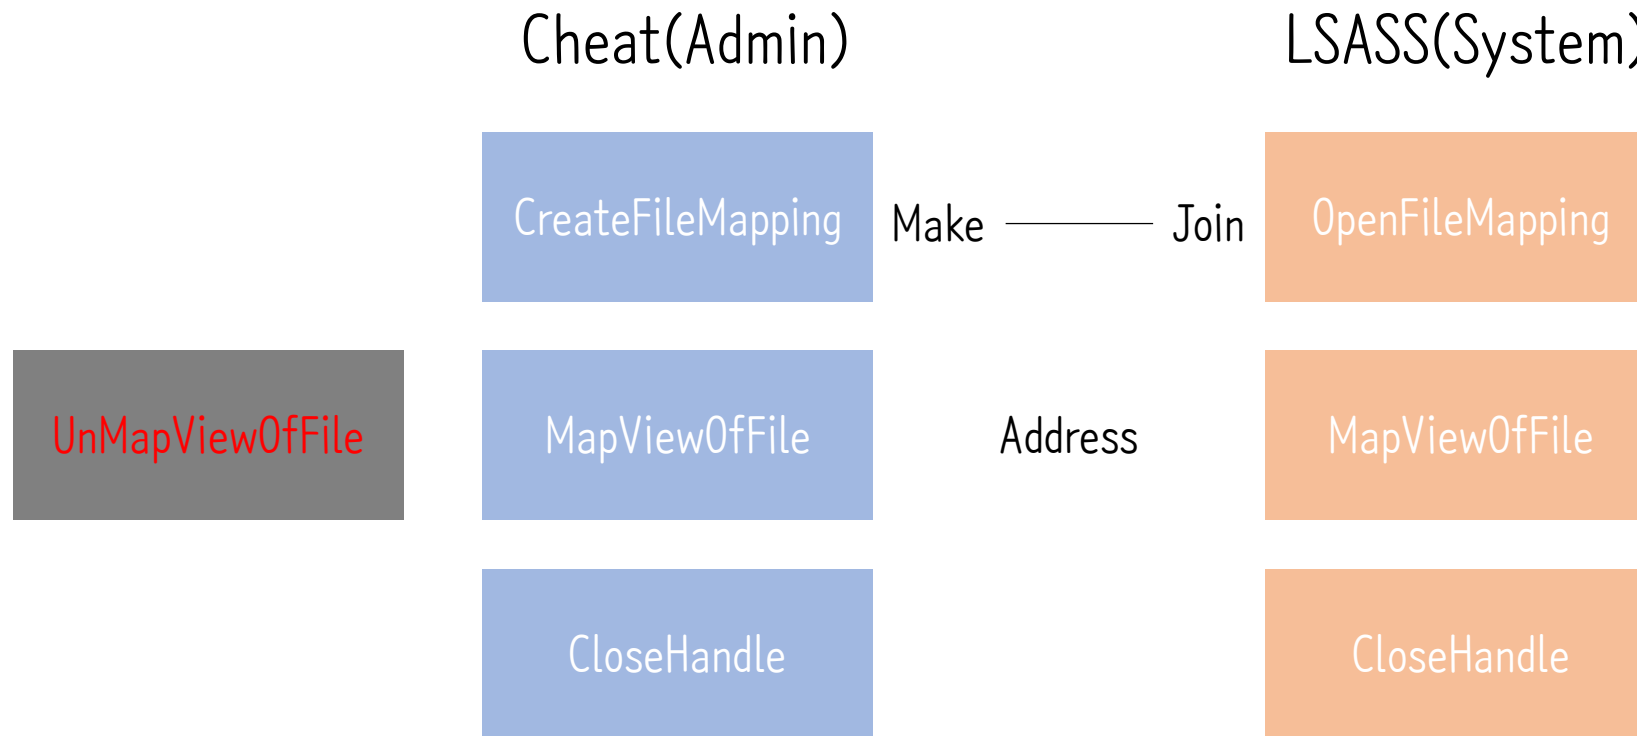 Cheat(Admin)
LSASS(System)
CreateFileMapping
Make
Join
OpenFileMapping
UnMapViewOfFile
MapViewOfFile
Address
MapViewOfFile
CloseHandle
CloseHandle